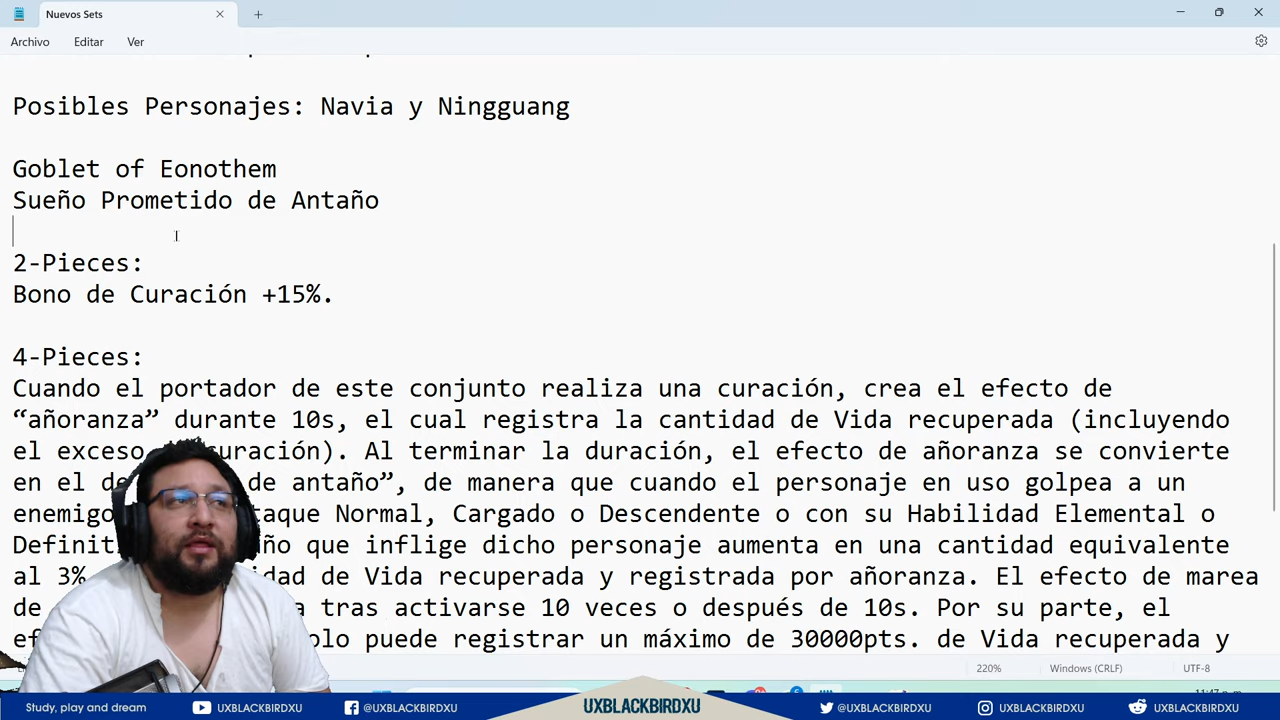 Nuevos Sets
Archivo Editar Ver
Posibles Personajes: Navia y Ningguang
Goblet of Eonothem
Sueño Prometido de Antaño
2-Pieces:
Bono de Curación +15%.
4-Pieces:
Cuando el portador de este conjunto realiza una curación, crea el efecto de
“añoranza” durante 10s, el cual registra la cantidad de Vida recuperada (incluyendo
el exceso curación). Al terminar la duración, el efecto de añoranza se convierte
en el de antaño”, de manera que cuando el personaje en uso golpea a un
enemigo Normal, Cargado o Descendente o con su Habilidad Elemental o
que inflige dicho personaje aumenta en una cantidad equivalente
al 3% de Vida recuperada y registrada por añoranza. El efecto de marea
de tras activarse 10 veces o después de 10s. Por su parte, el
puede registrar un máximo de 30000pts. de Vida recuperada y
220% Windows (CRLF) UTF-8
Study, play and dream UXBLACKBIRDXU @UXBLACKBIRDXU UXBLACKBIRDXU @UXBLACKBIRDXU UXBLACKBIRDXU UXBLACKBIRDXU